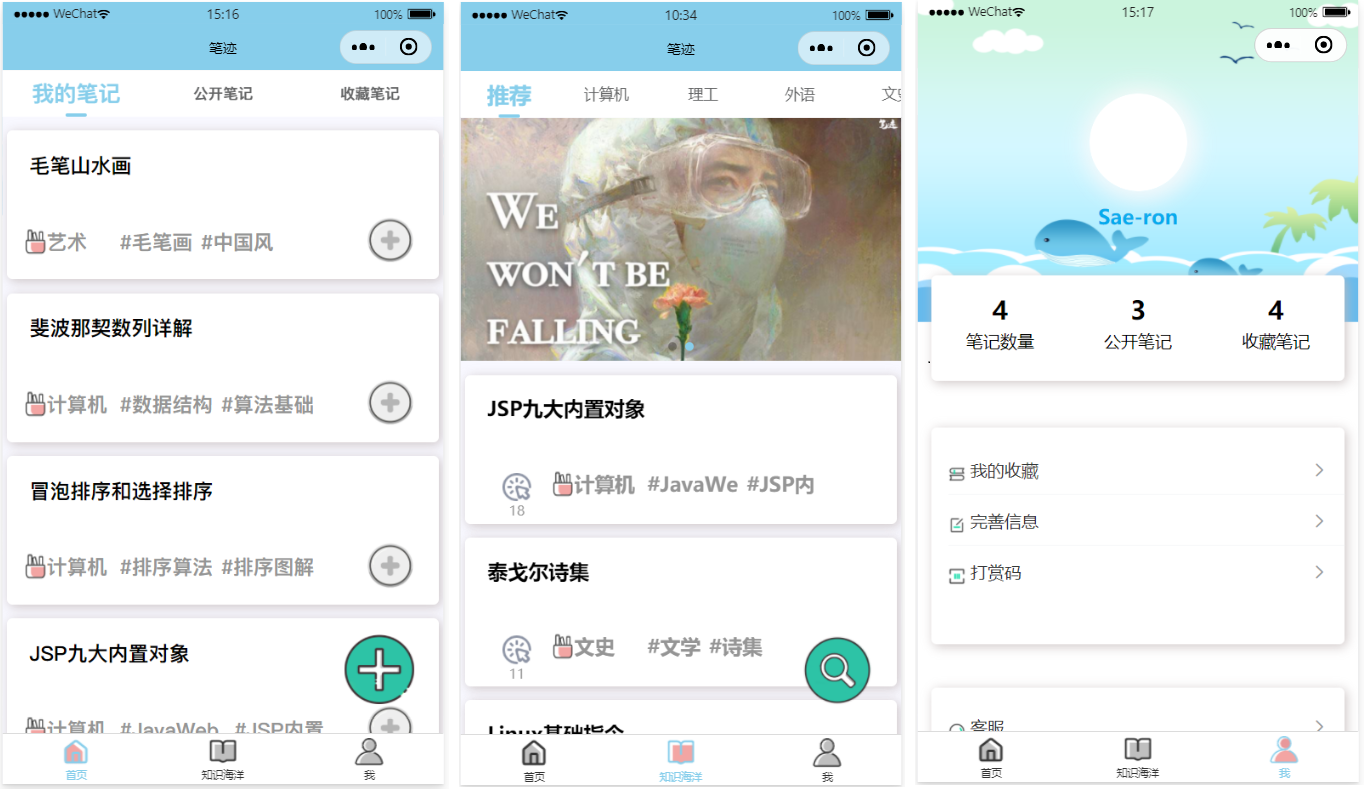 WeChat 15:16 100%
笔迹
我的笔记 公开笔记 收藏笔记
毛笔山水画
艺术 #毛笔画 #中国风
斐波那契数列详解
计算机 #数据结构 #算法基础
冒泡排序和选择排序
计算机 #排序算法 #排序图解
JSP九大内置对象
计算机 #JavaWeb #JSP内置
首页 知识海洋 我
WeChat 10:34 100%
笔迹
推荐 计算机 理工 外语 文史
WE
WON'T BE
FALLING
JSP九大内置对象
18 计算机 #JavaWe #JSP内
泰戈尔诗集
11 文史 #文学 #诗集
Linux基础指令
首页 知识海洋 我
WeChat 15:17 100%
Sae-ron
4 3 4
笔记数量 公开笔记 收藏笔记
我的收藏
完善信息
打赏码
客服
首页 知识海洋 我